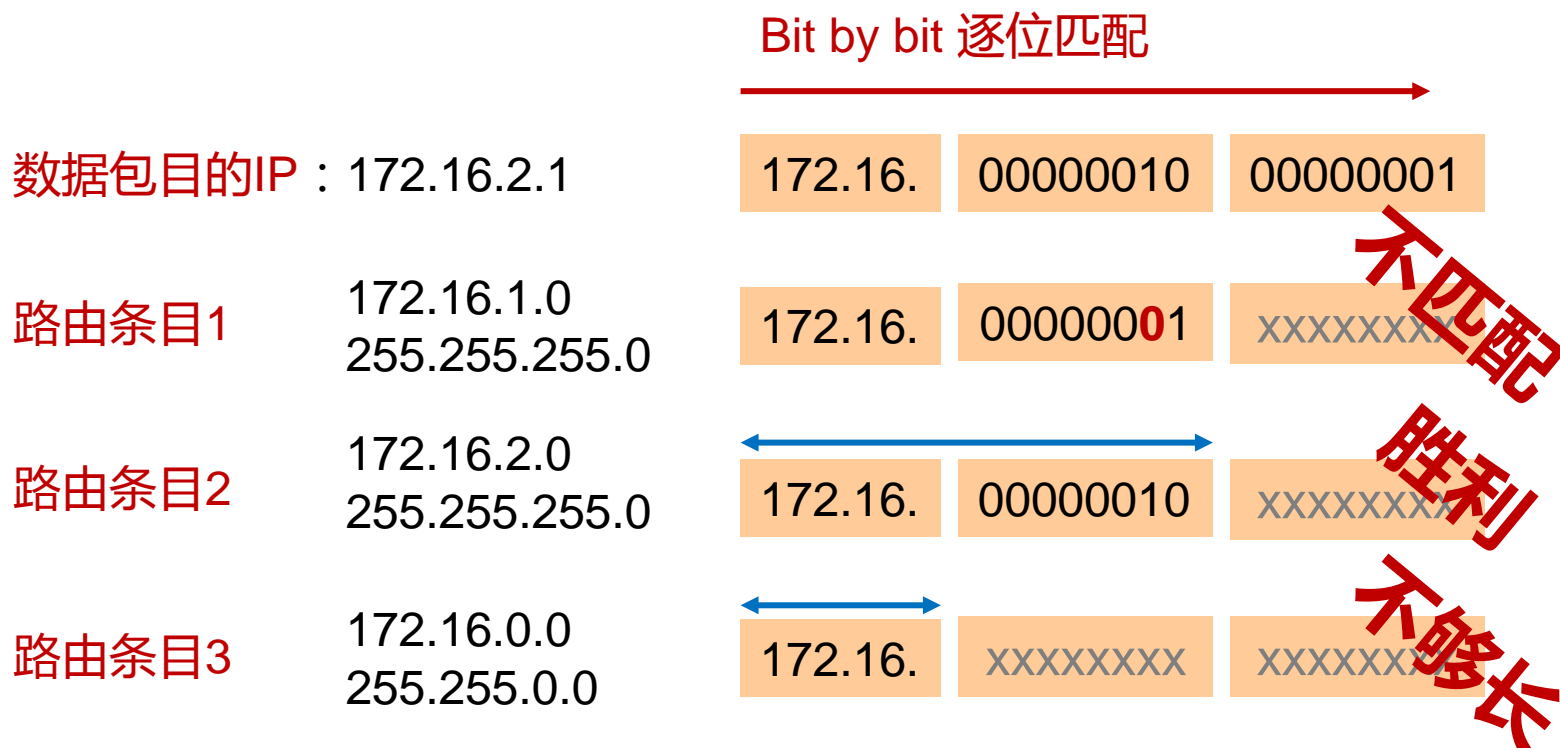 Bit by bit 逐位匹配
数据包目的IP：172.16.2.1 172.16. 00000010 00000001
路由条目1 172.16.1.0 255.255.255.0 172.16. 00000001 xxxxxxxx 不匹配
路由条目2 172.16.2.0 255.255.255.0 172.16. 00000010 xxxxxxxx 胜利
路由条目3 172.16.0.0 255.255.0.0 172.16. xxxxxxxx xxxxxxxx 不够长